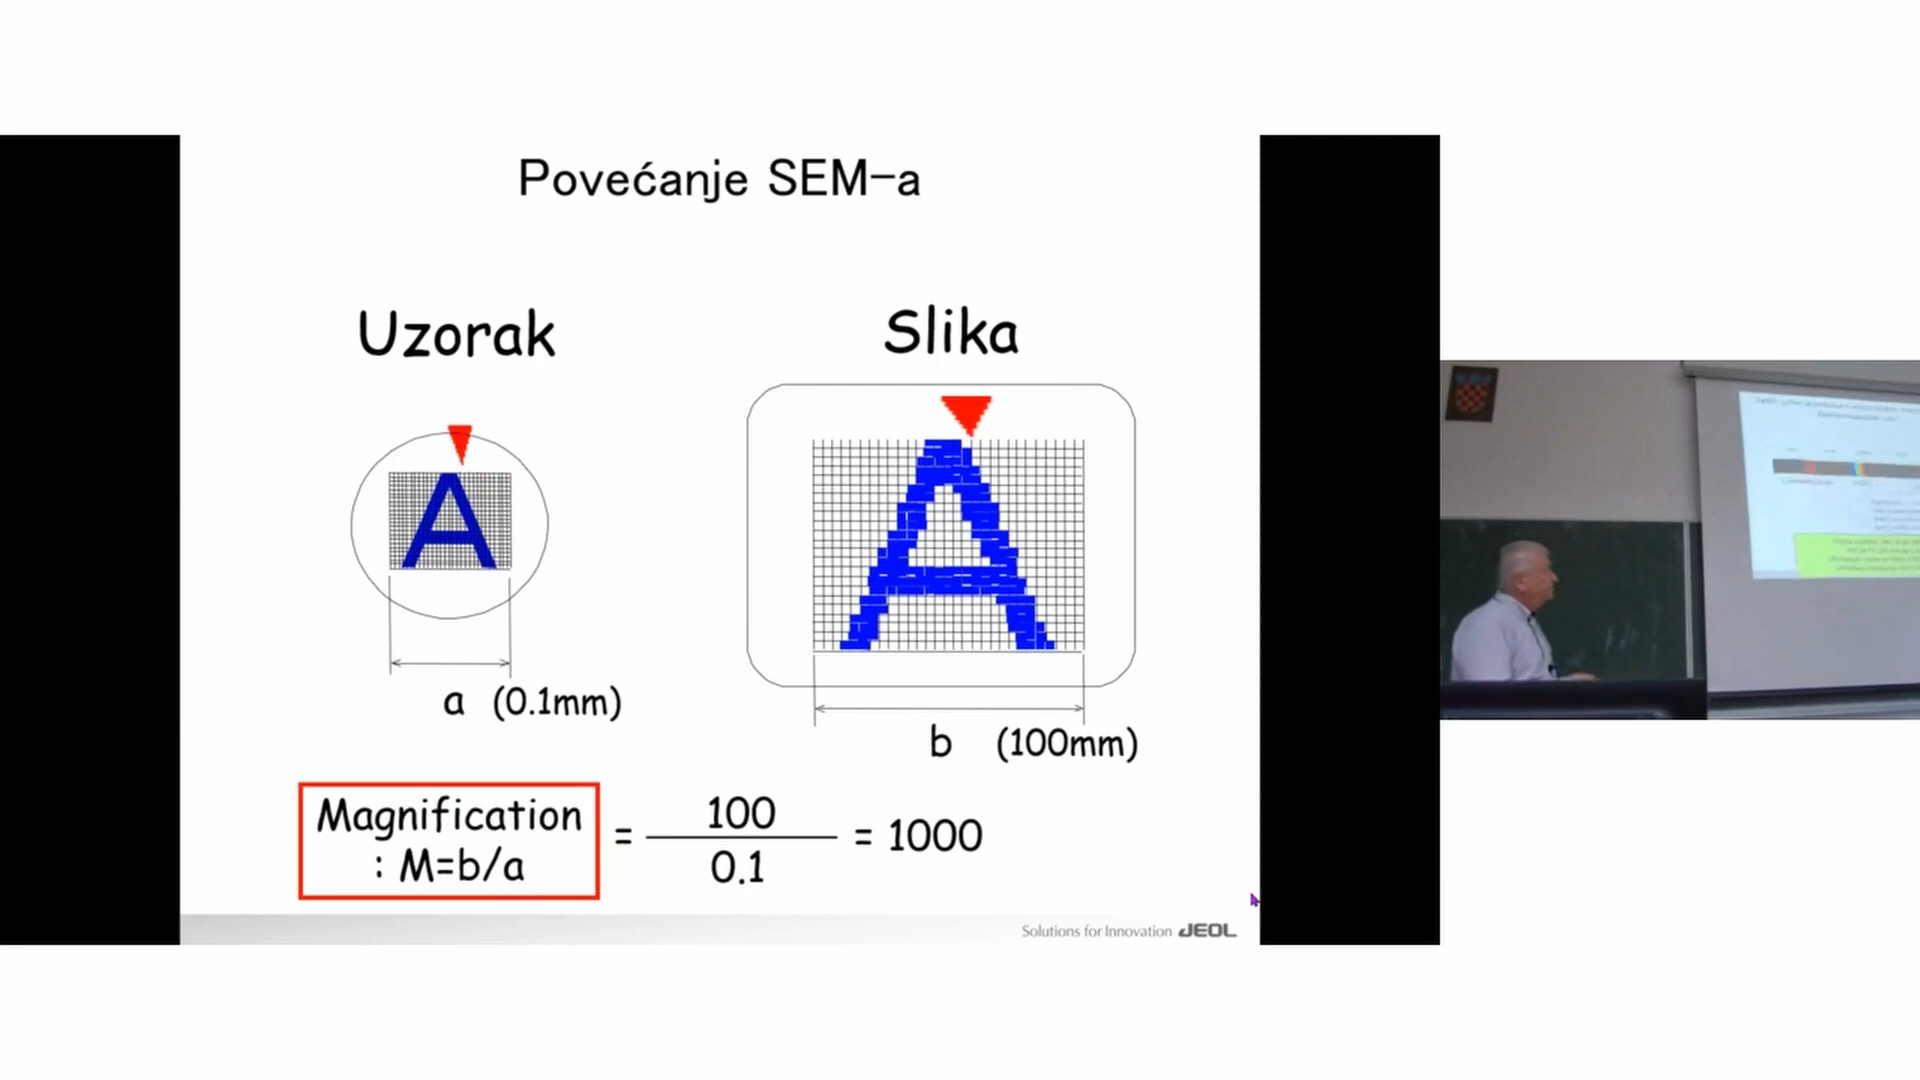 Povećanje SEM-a
Uzorak
Slika
A
A
a (0.1mm)
b (100mm)
Magnification
: M=b/a
= 100 / 0.1 = 1000
Solutions for Innovation JEOL